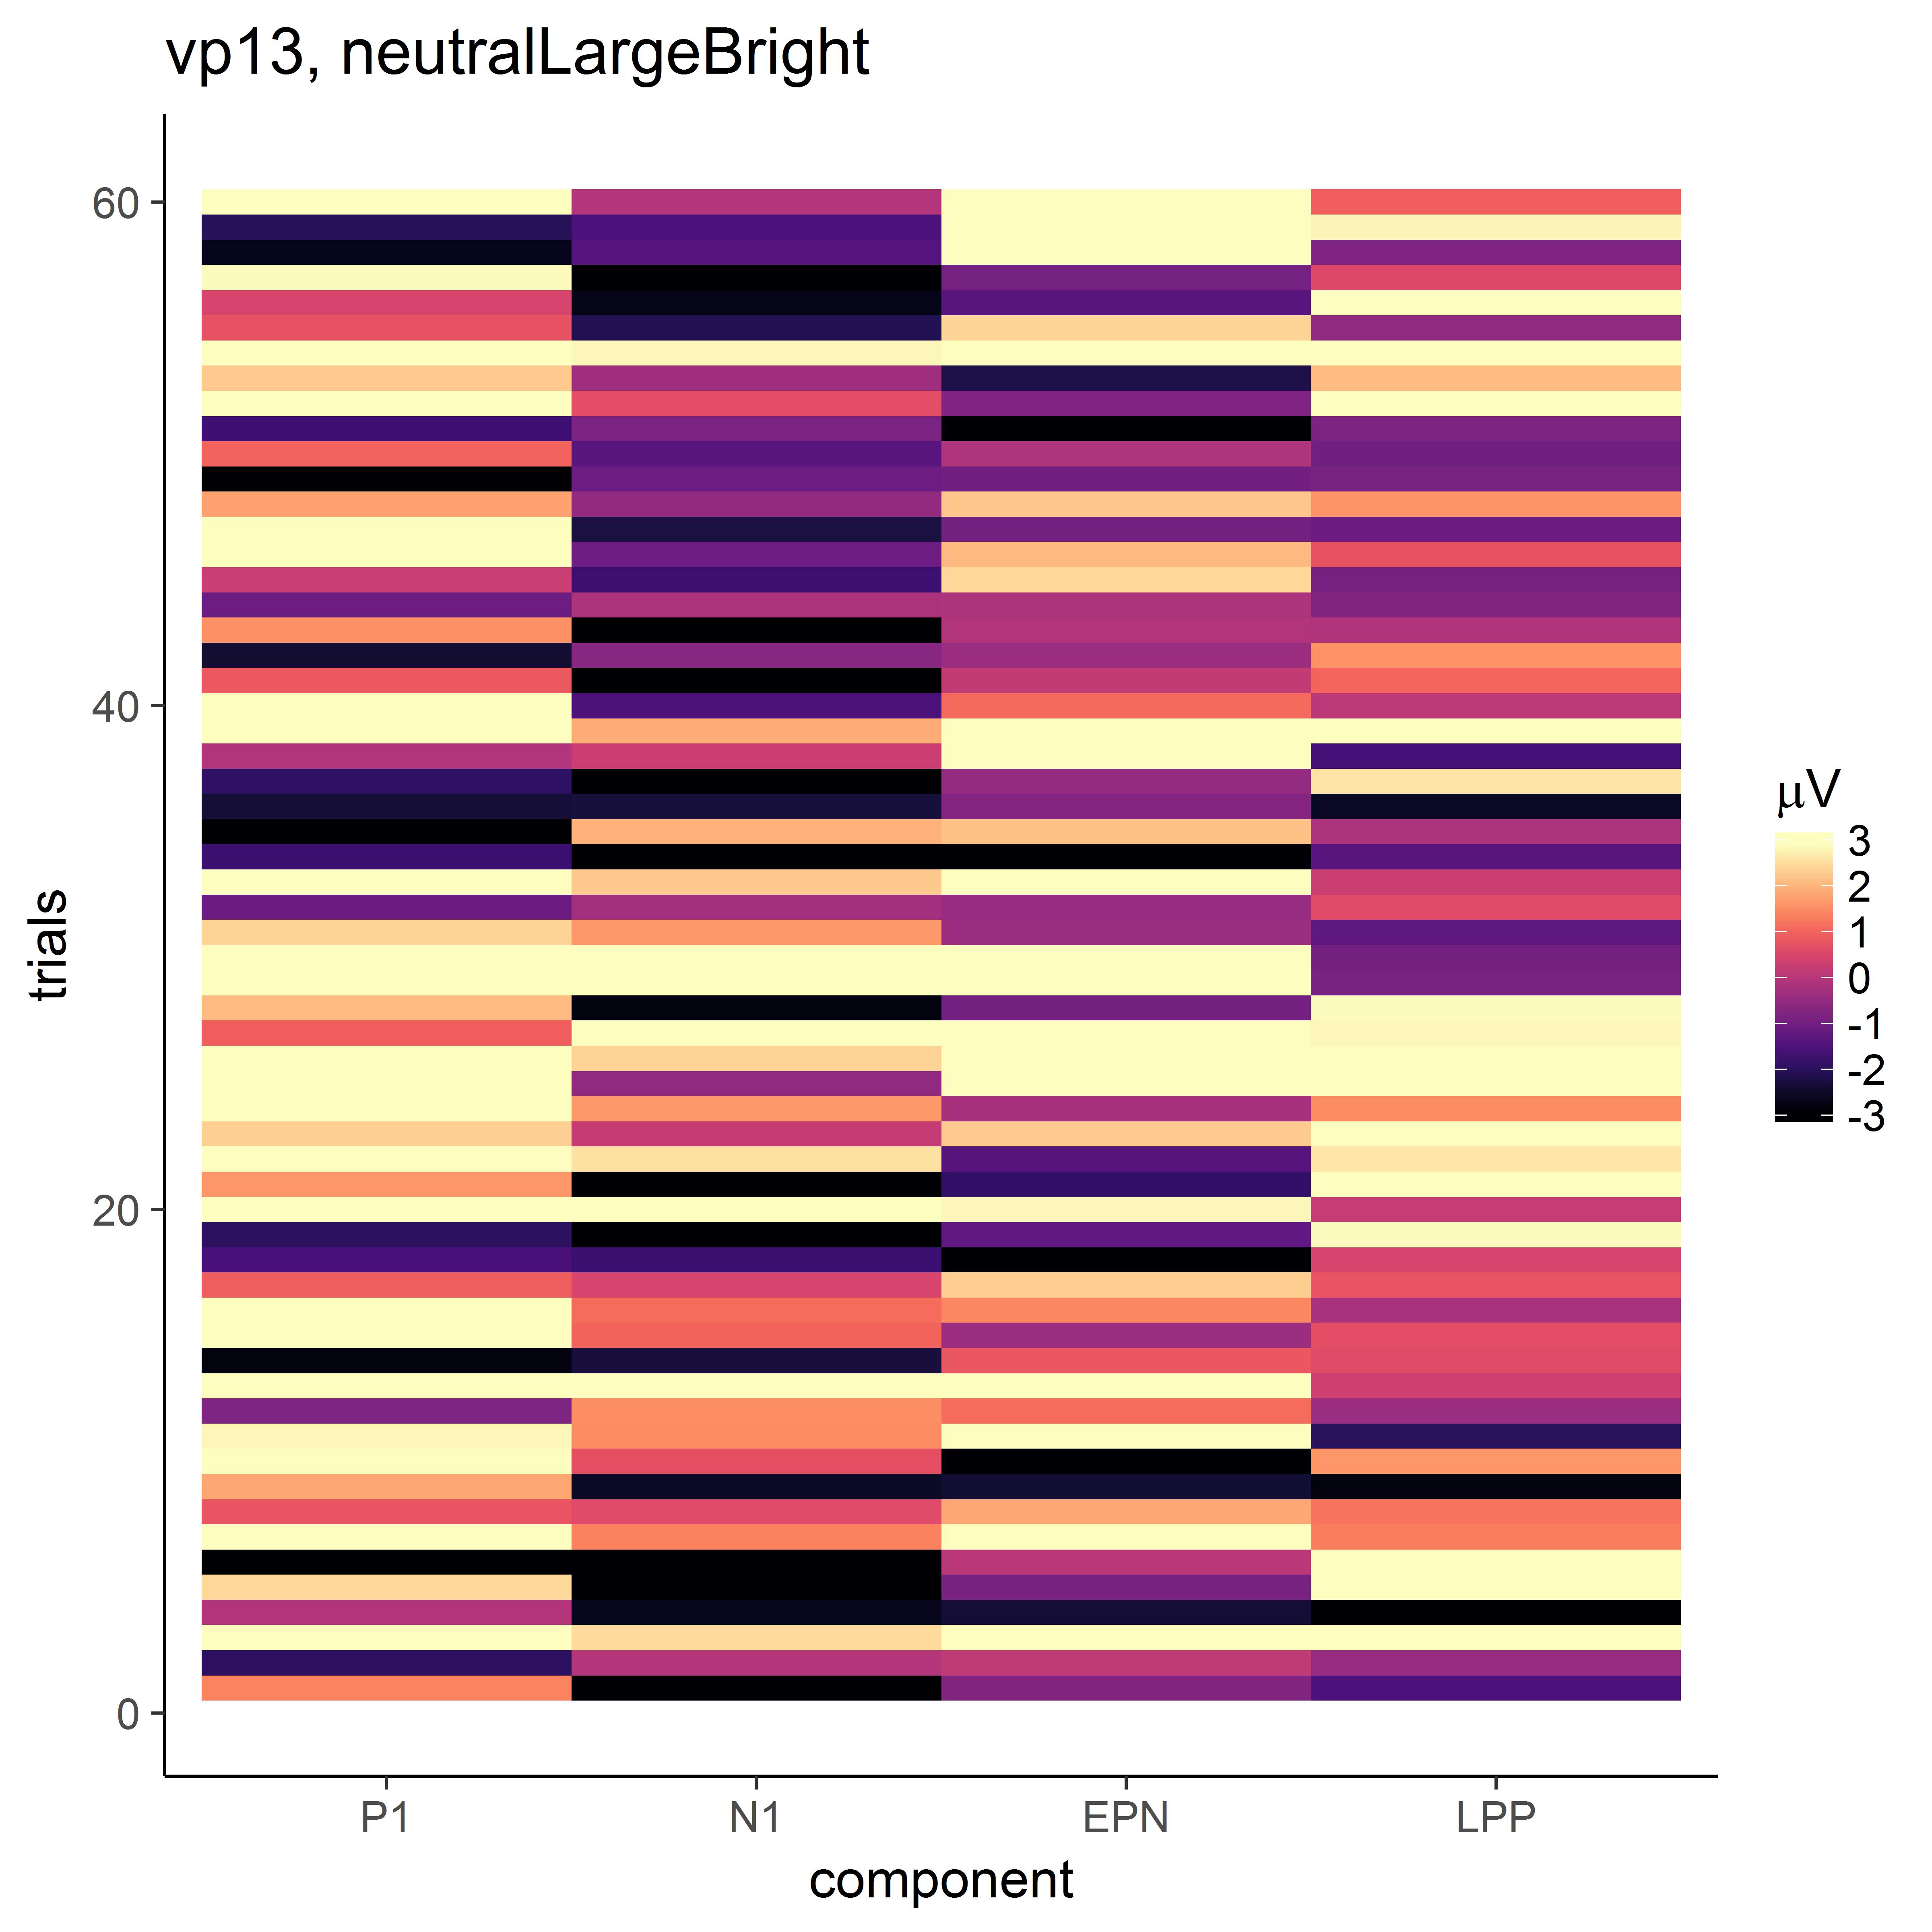 vp13, neutralLargeBright
60
40
20
0
trials
P1 N1 EPN LPP
component
μV
3
2
1
0
-1
-2
-3